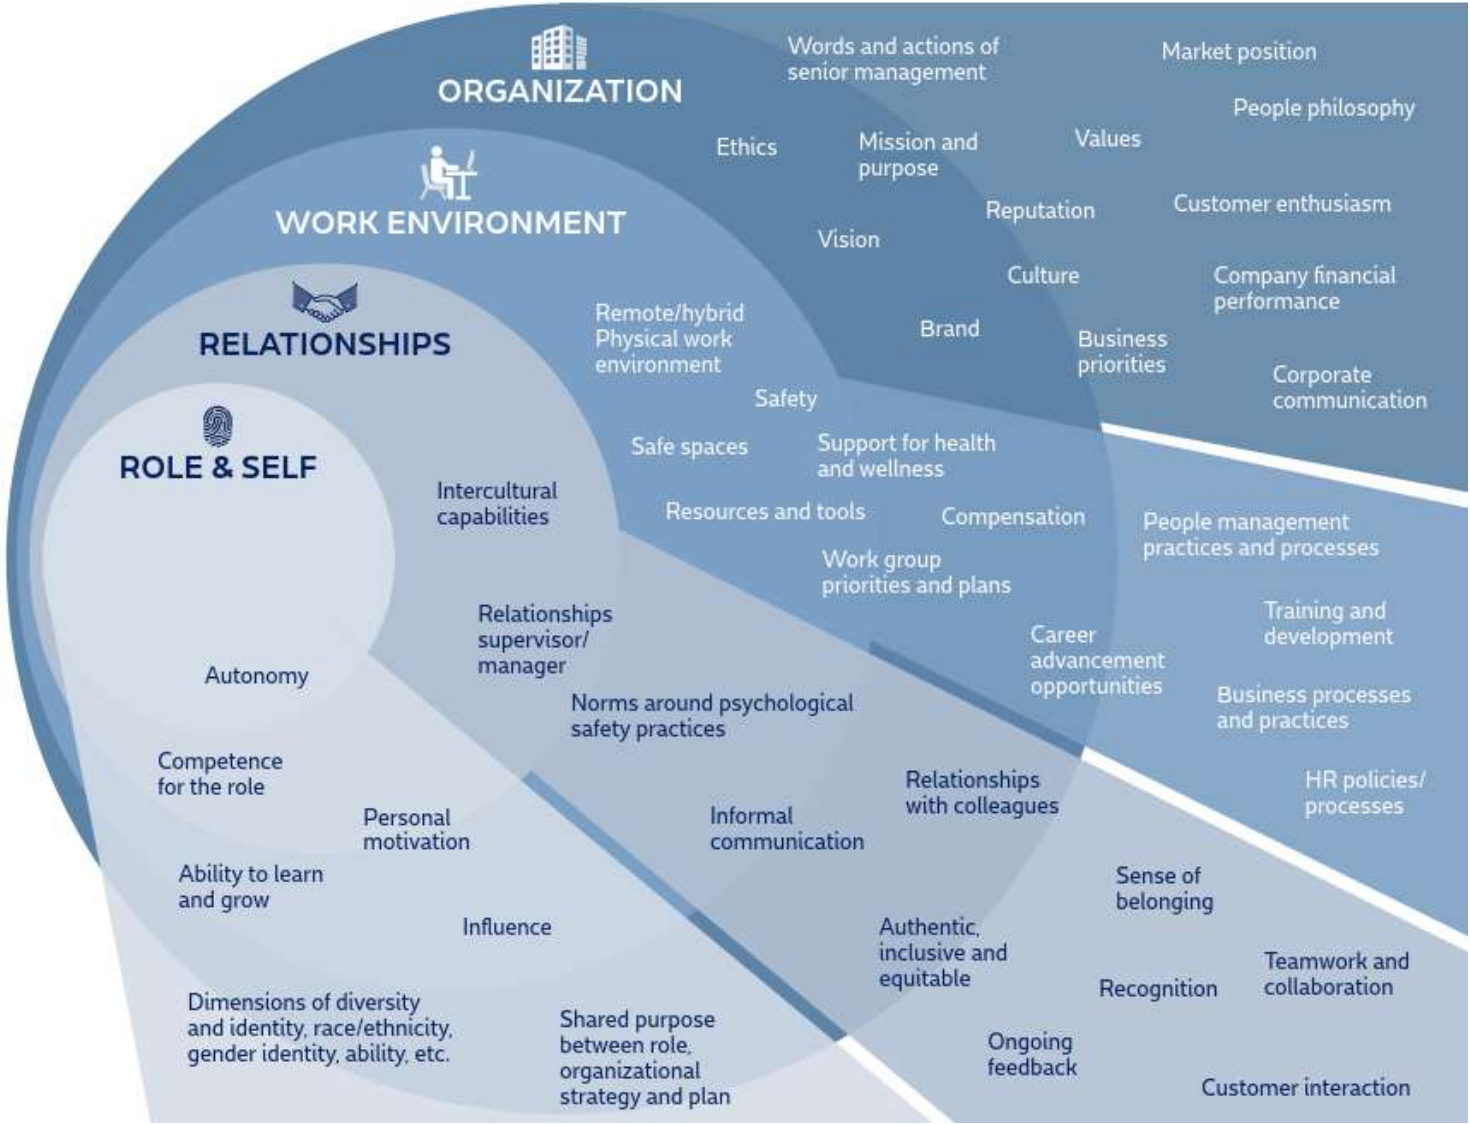 ORGANIZATION
Words and actions of
senior management
Market position
People philosophy
Ethics
Mission and
purpose
Values
Reputation
Customer enthusiasm
Vision
Culture
Company financial
performance
Brand
Business
priorities
Corporate
communication
WORK ENVIRONMENT
Remote/hybrid
Physical work
environment
Safety
Safe spaces
Support for health
and wellness
Resources and tools
Compensation
People management
practices and processes
Work group
priorities and plans
Training and
development
Career
advancement
opportunities
Business processes
and practices
HR policies/
processes
RELATIONSHIPS
Intercultural
capabilities
Relationships
supervisor/
manager
Norms around psychological
safety practices
Relationships
with colleagues
Informal
communication
Sense of
belonging
Authentic,
inclusive and
equitable
Teamwork and
collaboration
Recognition
Ongoing
feedback
Customer interaction
ROLE & SELF
Autonomy
Competence
for the role
Personal
motivation
Ability to learn
and grow
Influence
Dimensions of diversity
and identity, race/ethnicity,
gender identity, ability, etc.
Shared purpose
between role,
organizational
strategy and plan